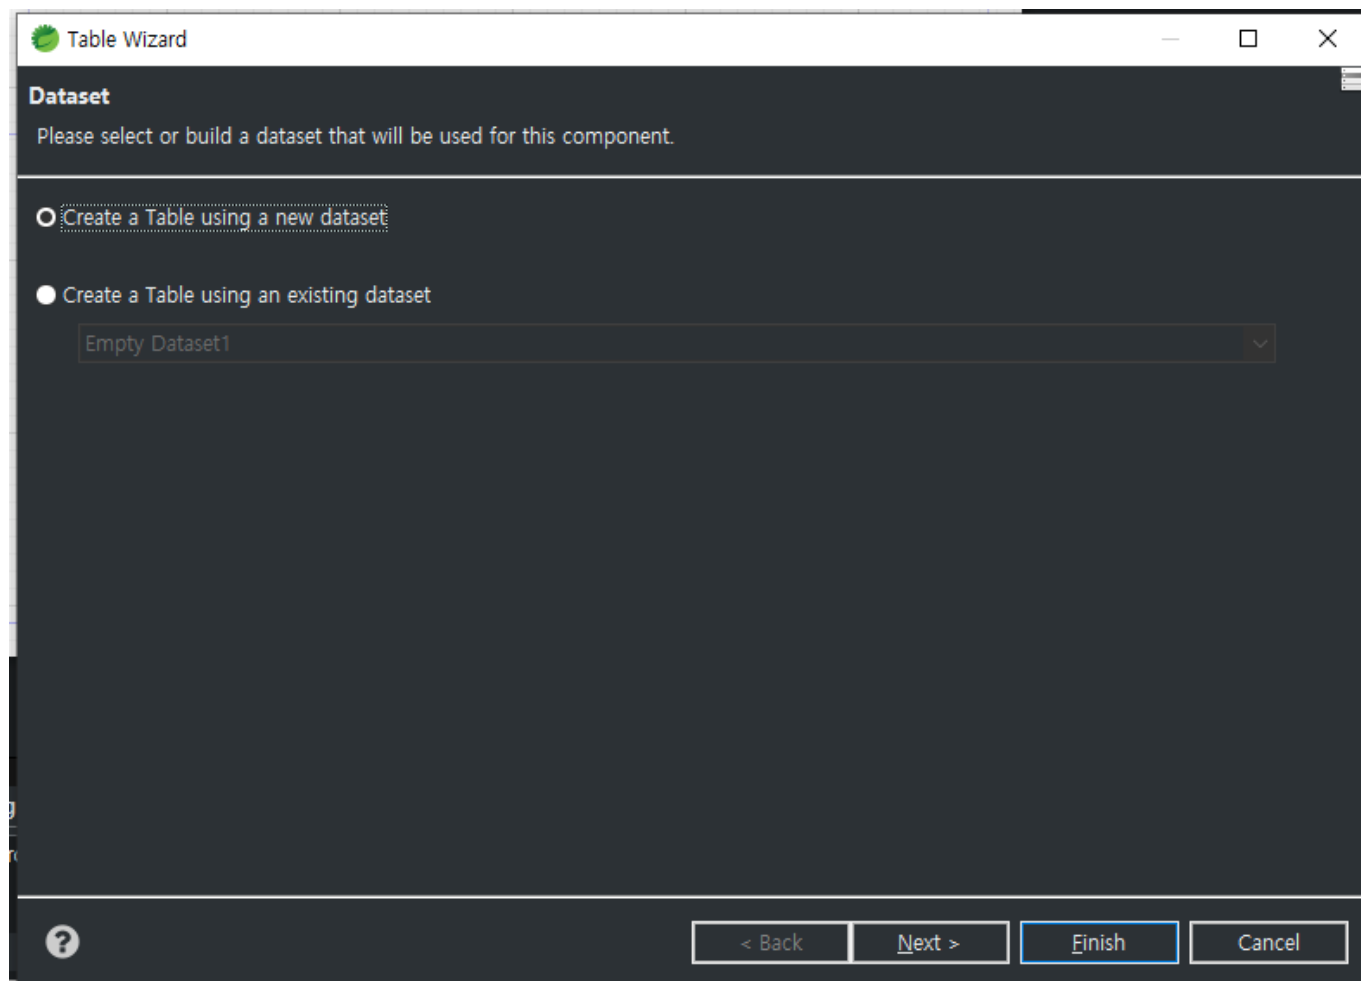 Table Wizard
Dataset
Please select or build a dataset that will be used for this component.
Create a Table using a new dataset
Create a Table using an existing dataset
Empty Dataset1
< Back
Next >
Finish
Cancel